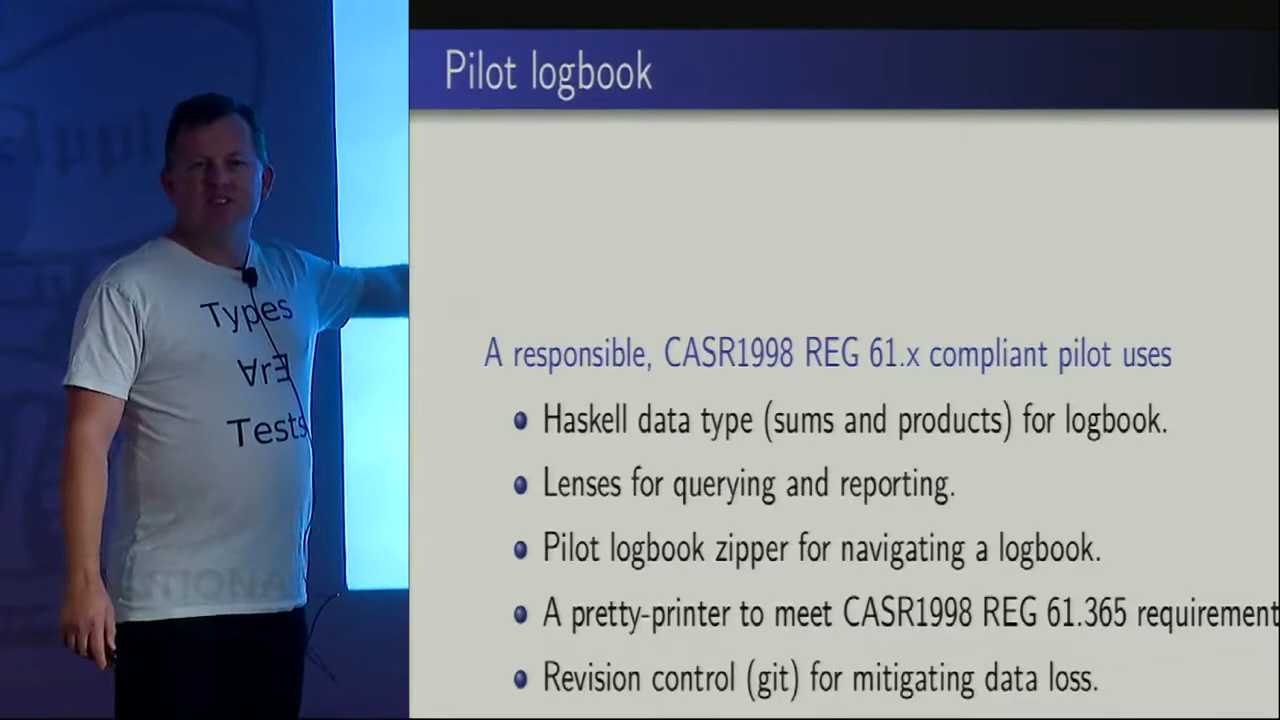 Pilot logbook
A responsible, CASR1998 REG 61.x compliant pilot uses
Haskell data type (sums and products) for logbook.
Lenses for querying and reporting.
Pilot logbook zipper for navigating a logbook.
A pretty-printer to meet CASR1998 REG 61.365 requirement
Revision control (git) for mitigating data loss.
Types
∀r∃
Tests